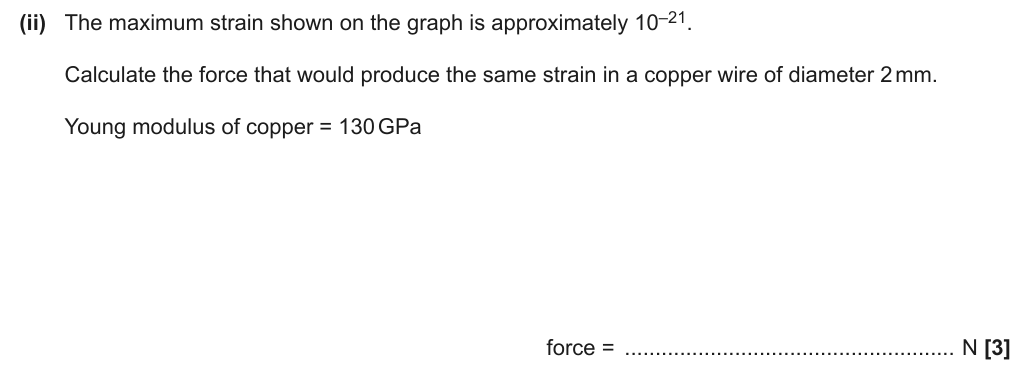 (ii) The maximum strain shown on the graph is approximately 10⁻²¹.
Calculate the force that would produce the same strain in a copper wire of diameter 2 mm.
Young modulus of copper = 130 GPa
force = ...................................................... N [3]